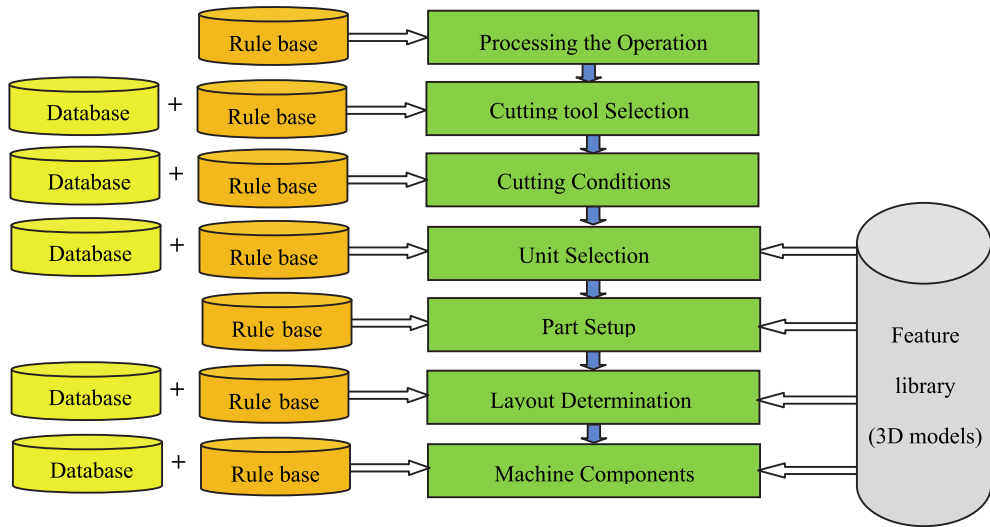 Rule base
Processing the Operation
Database
+
Rule base
Cutting tool Selection
Database
+
Rule base
Cutting Conditions
Database
+
Rule base
Unit Selection
Rule base
Part Setup
Database
+
Rule base
Layout Determination
Database
+
Rule base
Machine Components
Feature
library
(3D models)